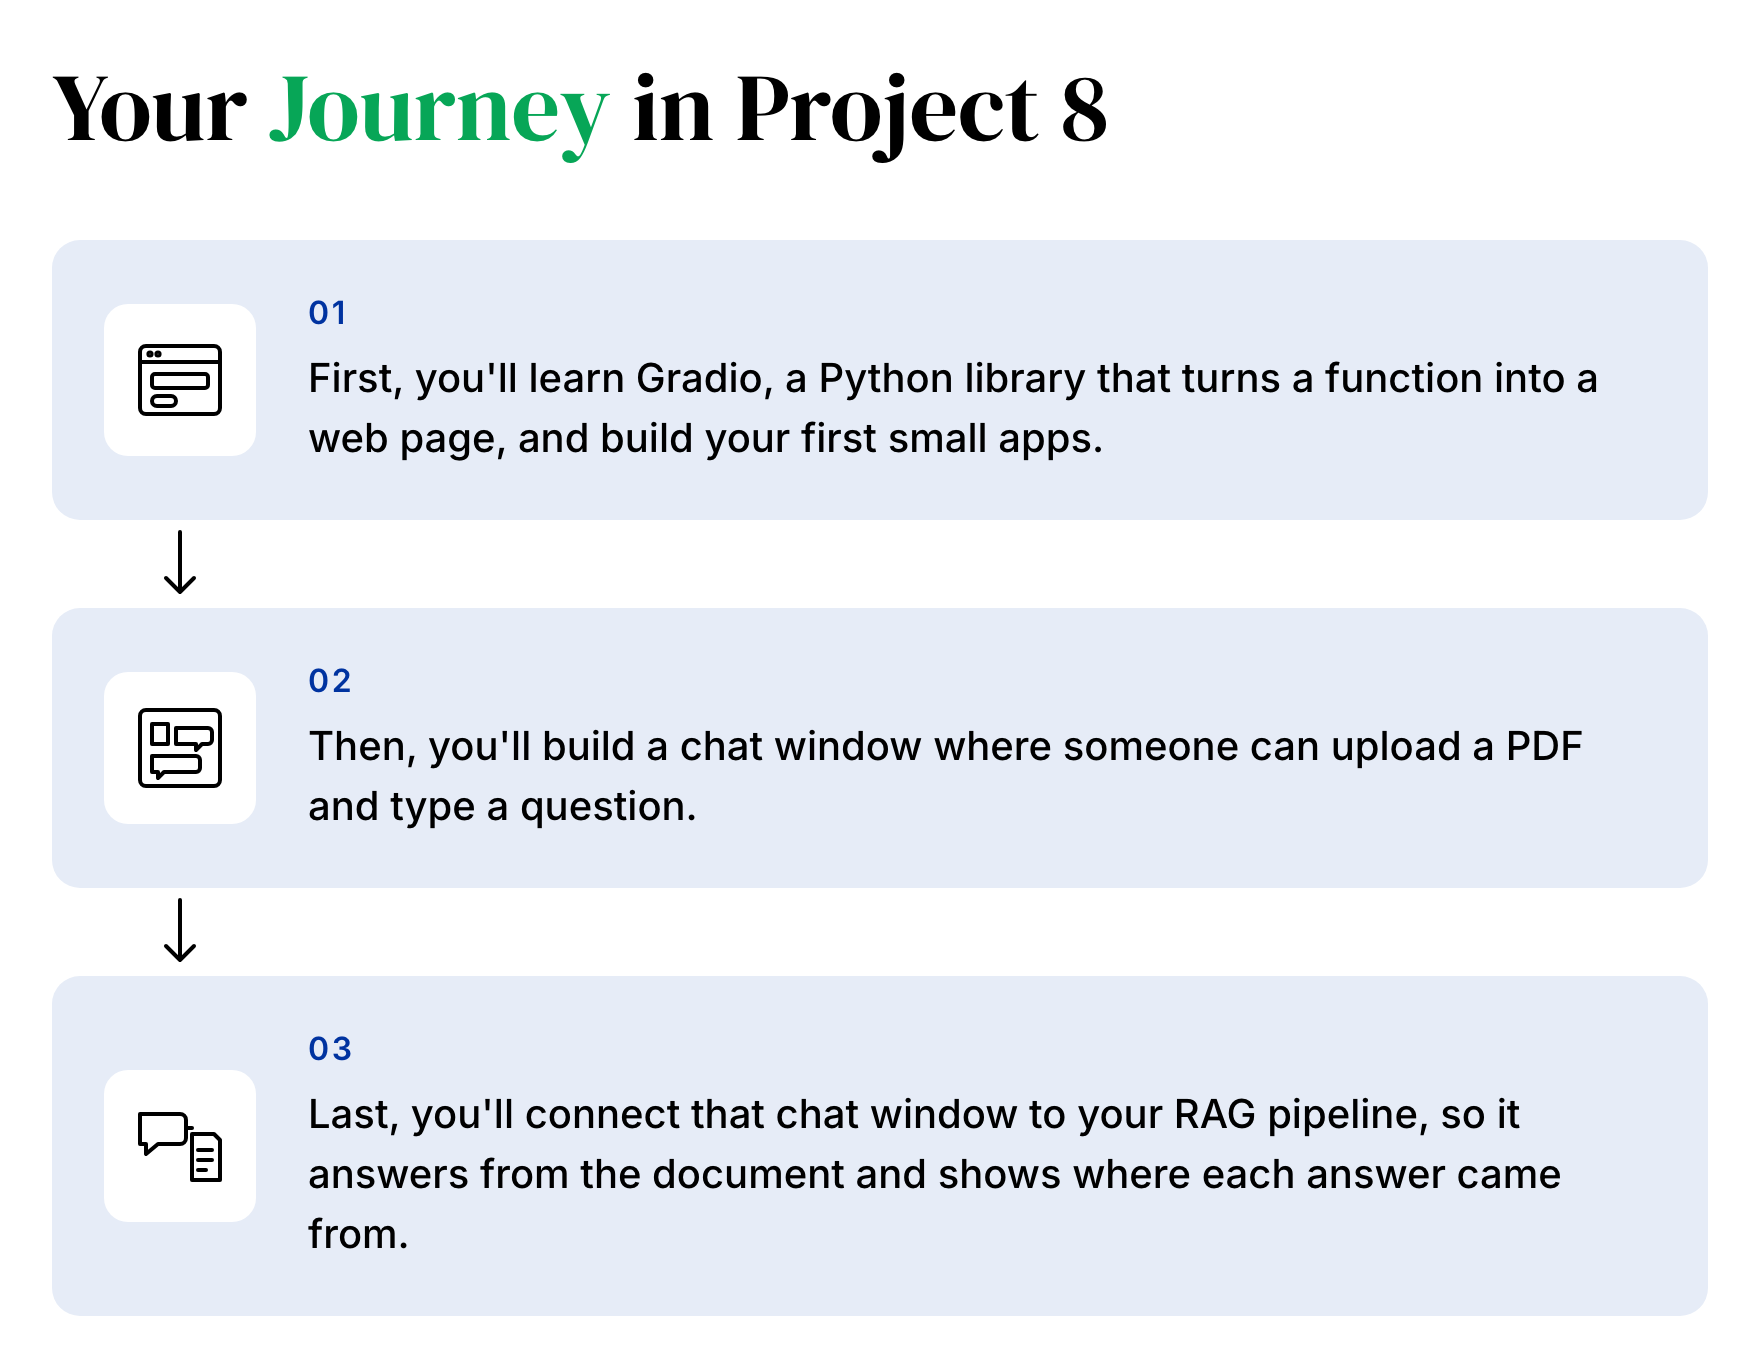 Your Journey in Project 8
01
First, you'll learn Gradio, a Python library that turns a function into a
web page, and build your first small apps.
02
Then, you'll build a chat window where someone can upload a PDF
and type a question.
03
Last, you'll connect that chat window to your RAG pipeline, so it
answers from the document and shows where each answer came
from.